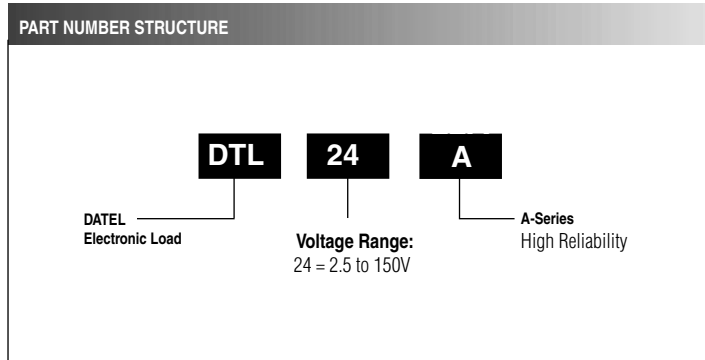 PART NUMBER STRUCTURE
DTL 24 A
DATEL
Electronic Load
Voltage Range:
24 = 2.5 to 150V
A-Series
High Reliability